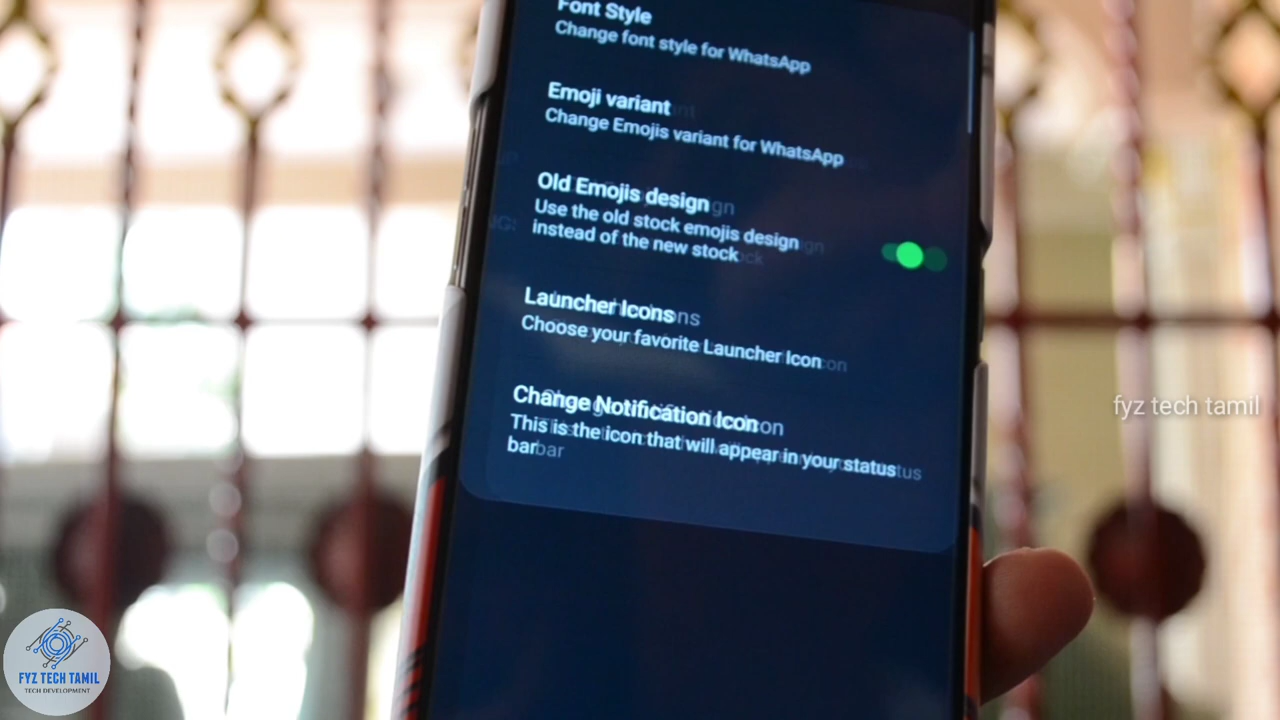 Font Style
Change font style for WhatsApp
Emoji variant
Change Emojis variant for WhatsApp
Old Emojis design
Use the old stock emojis design
instead of the new stock
Launcher Icons
Choose your favorite Launcher Icon
Change Notification Icon
This is the icon that will appear in your status
bar
fyz tech tamil
FYZ TECH TAMIL
TECH DEVELOPMENT